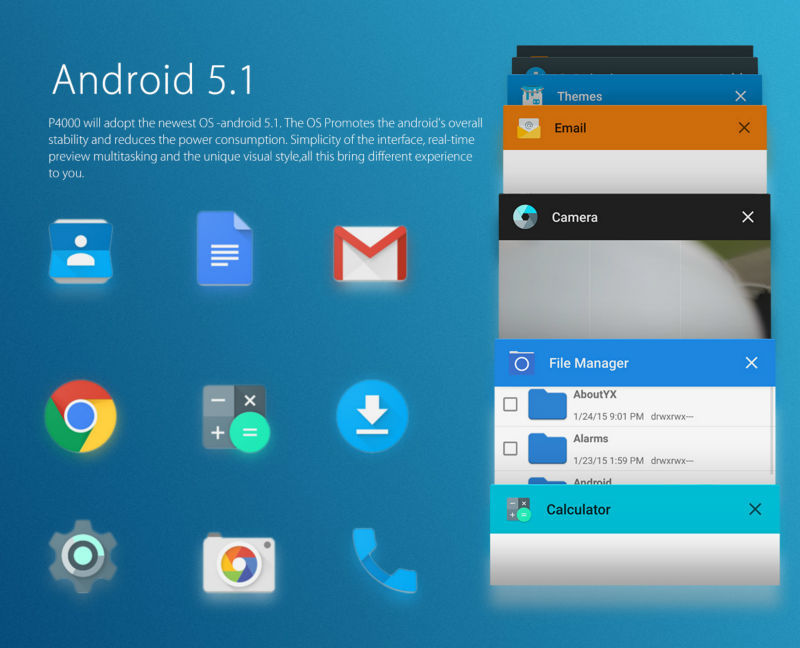 Android 5.1
P4000 will adopt the newest OS -android 5.1. The OS Promotes the android's overall
stability and reduces the power consumption. Simplicity of the interface, real-time
preview multitasking and the unique visual style,all this bring different experience
to you.
Themes
Email
Camera
File Manager
AboutYX
1/24/15 9:01 PM drwxrwx---
Alarms
1/23/15 1:59 PM drwxrwx---
Android
Calculator